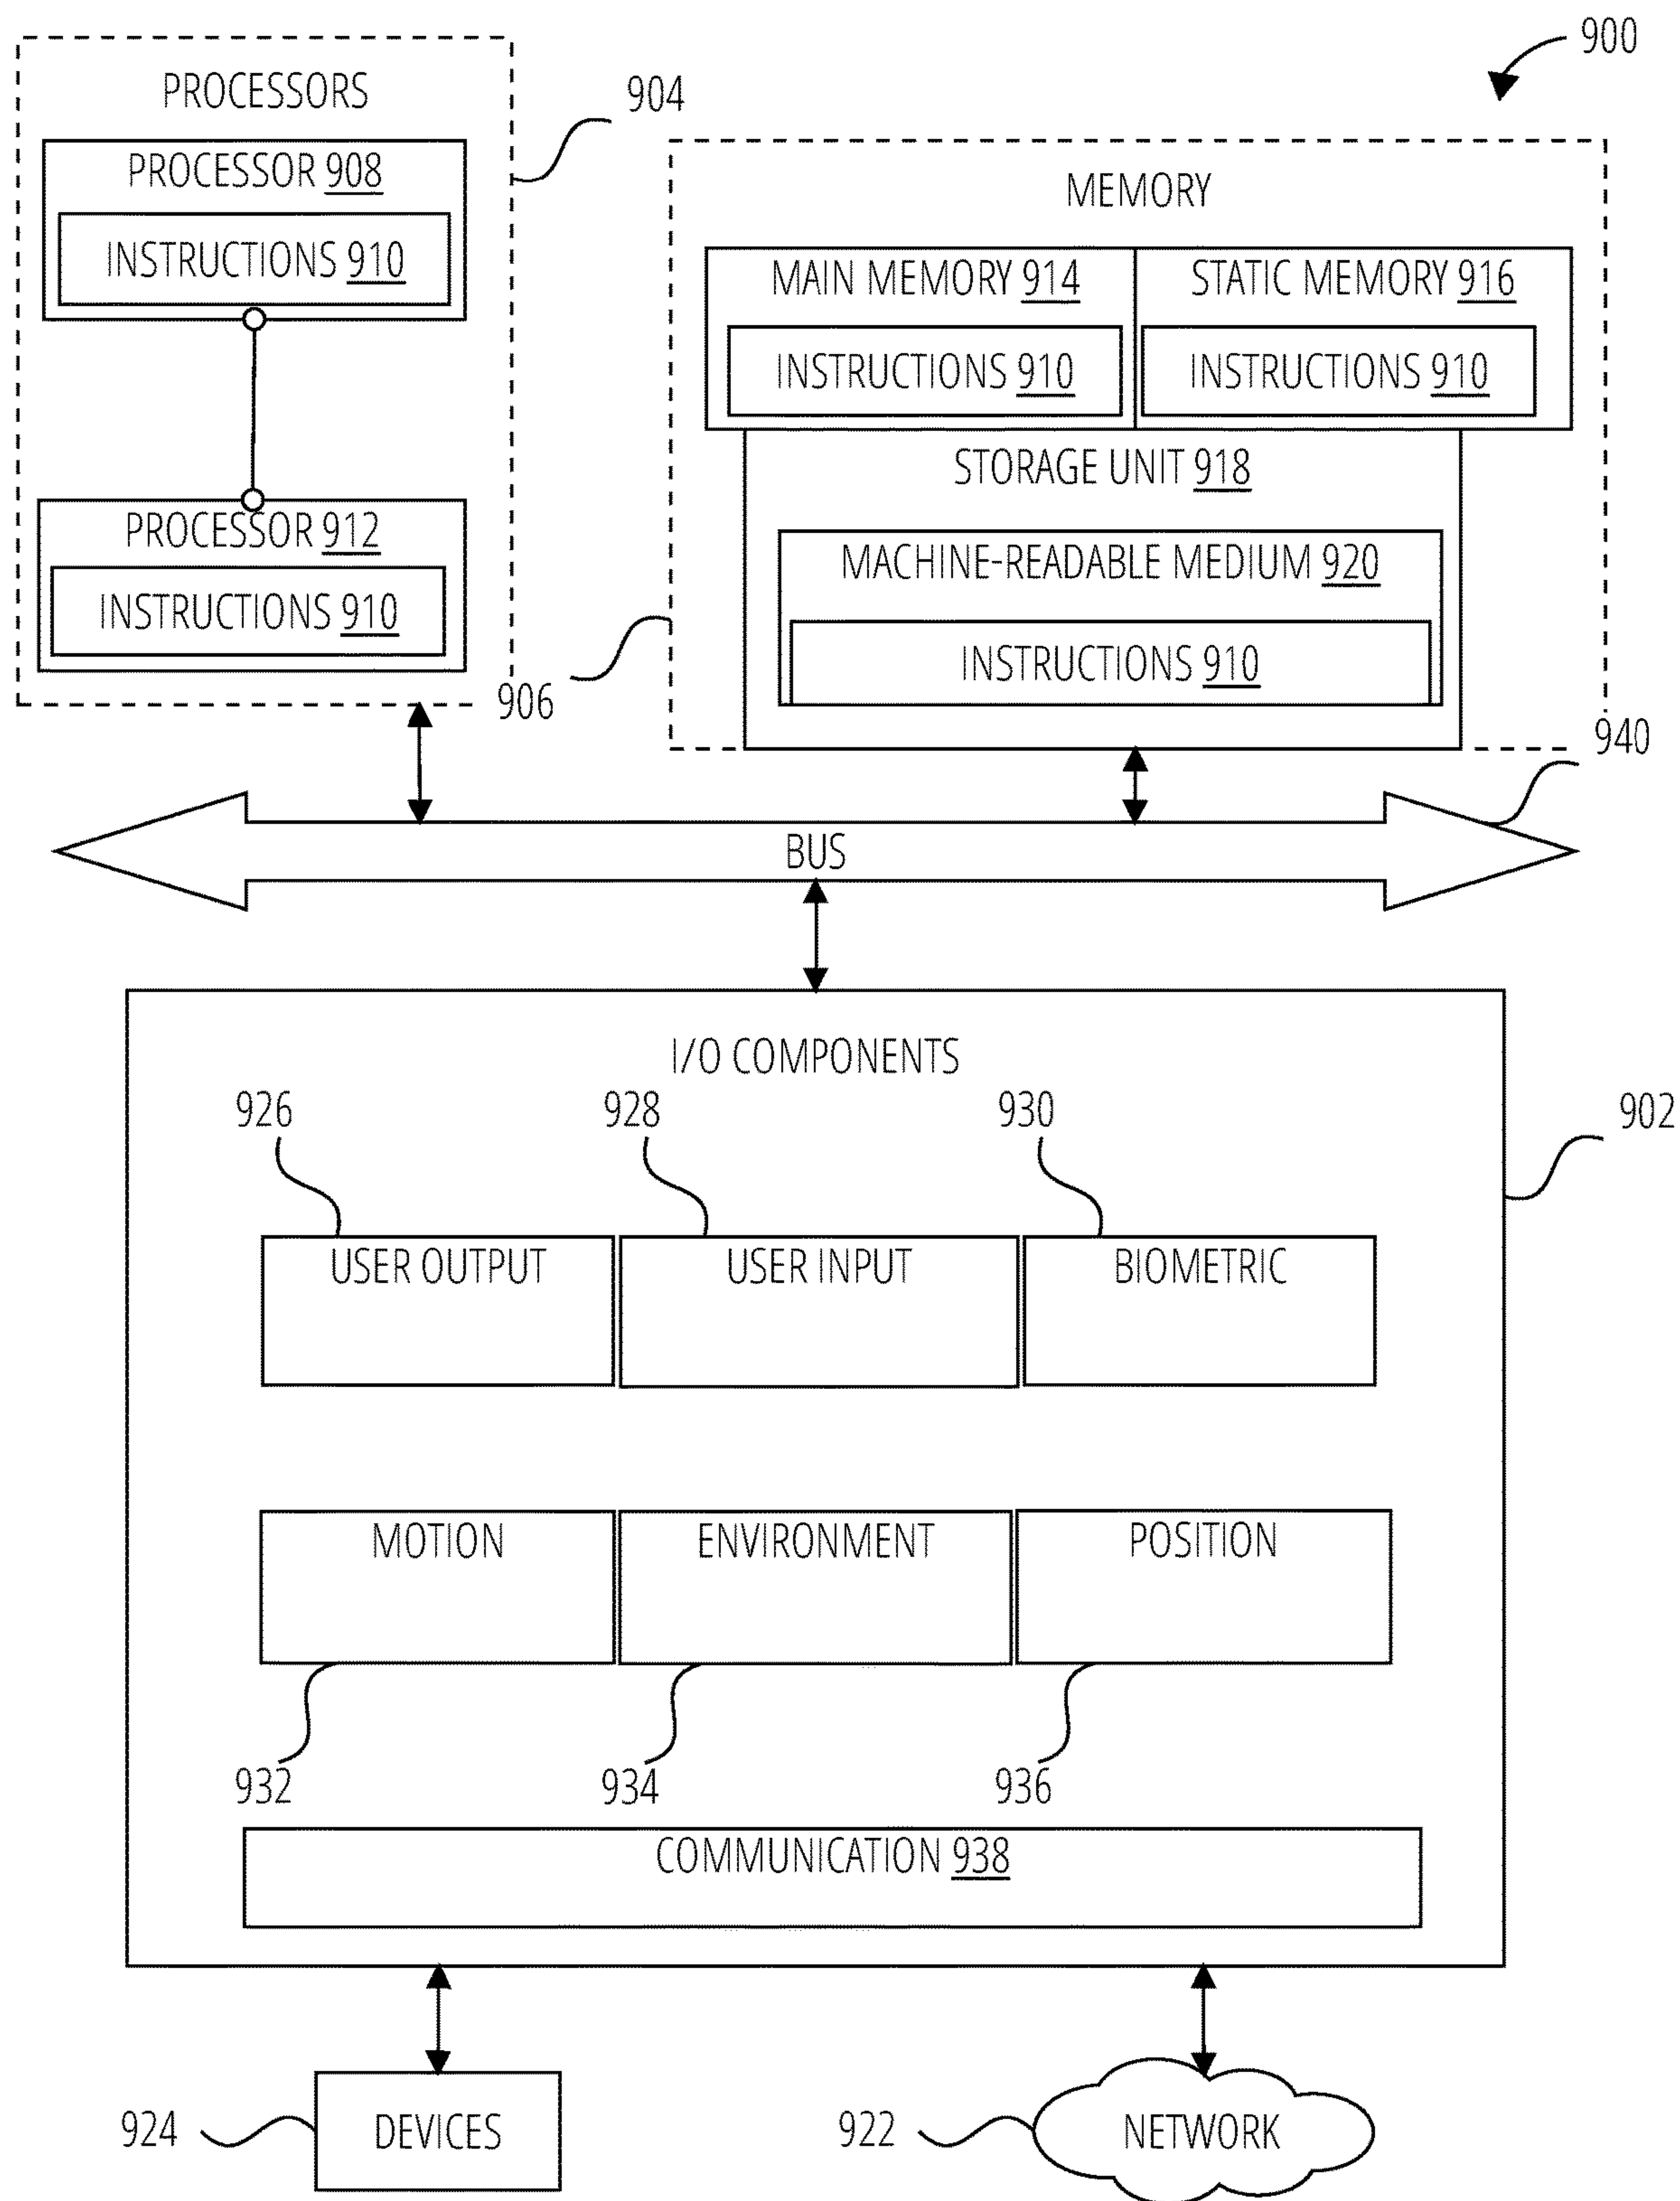 900
PROCESSORS
904
PROCESSOR 908
INSTRUCTIONS 910
PROCESSOR 912
INSTRUCTIONS 910
MEMORY
MAIN MEMORY 914
STATIC MEMORY 916
INSTRUCTIONS 910
INSTRUCTIONS 910
STORAGE UNIT 918
MACHINE-READABLE MEDIUM 920
INSTRUCTIONS 910
906
940
BUS
I/O COMPONENTS
902
926
928
930
USER OUTPUT
USER INPUT
BIOMETRIC
MOTION
ENVIRONMENT
POSITION
932
934
936
COMMUNICATION 938
924
DEVICES
922
NETWORK